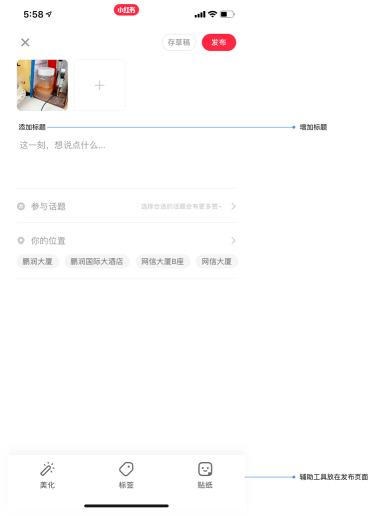 5:58
小红书
存草稿
发布
添加标题
增加标题
这一刻，想说点什么...
参与话题
选择合适的话题会有更多赞~
你的位置
鹏润大厦
鹏润国际大酒店
网信大厦B座
网信大厦
美化
标签
贴纸
辅助工具放在发布页面